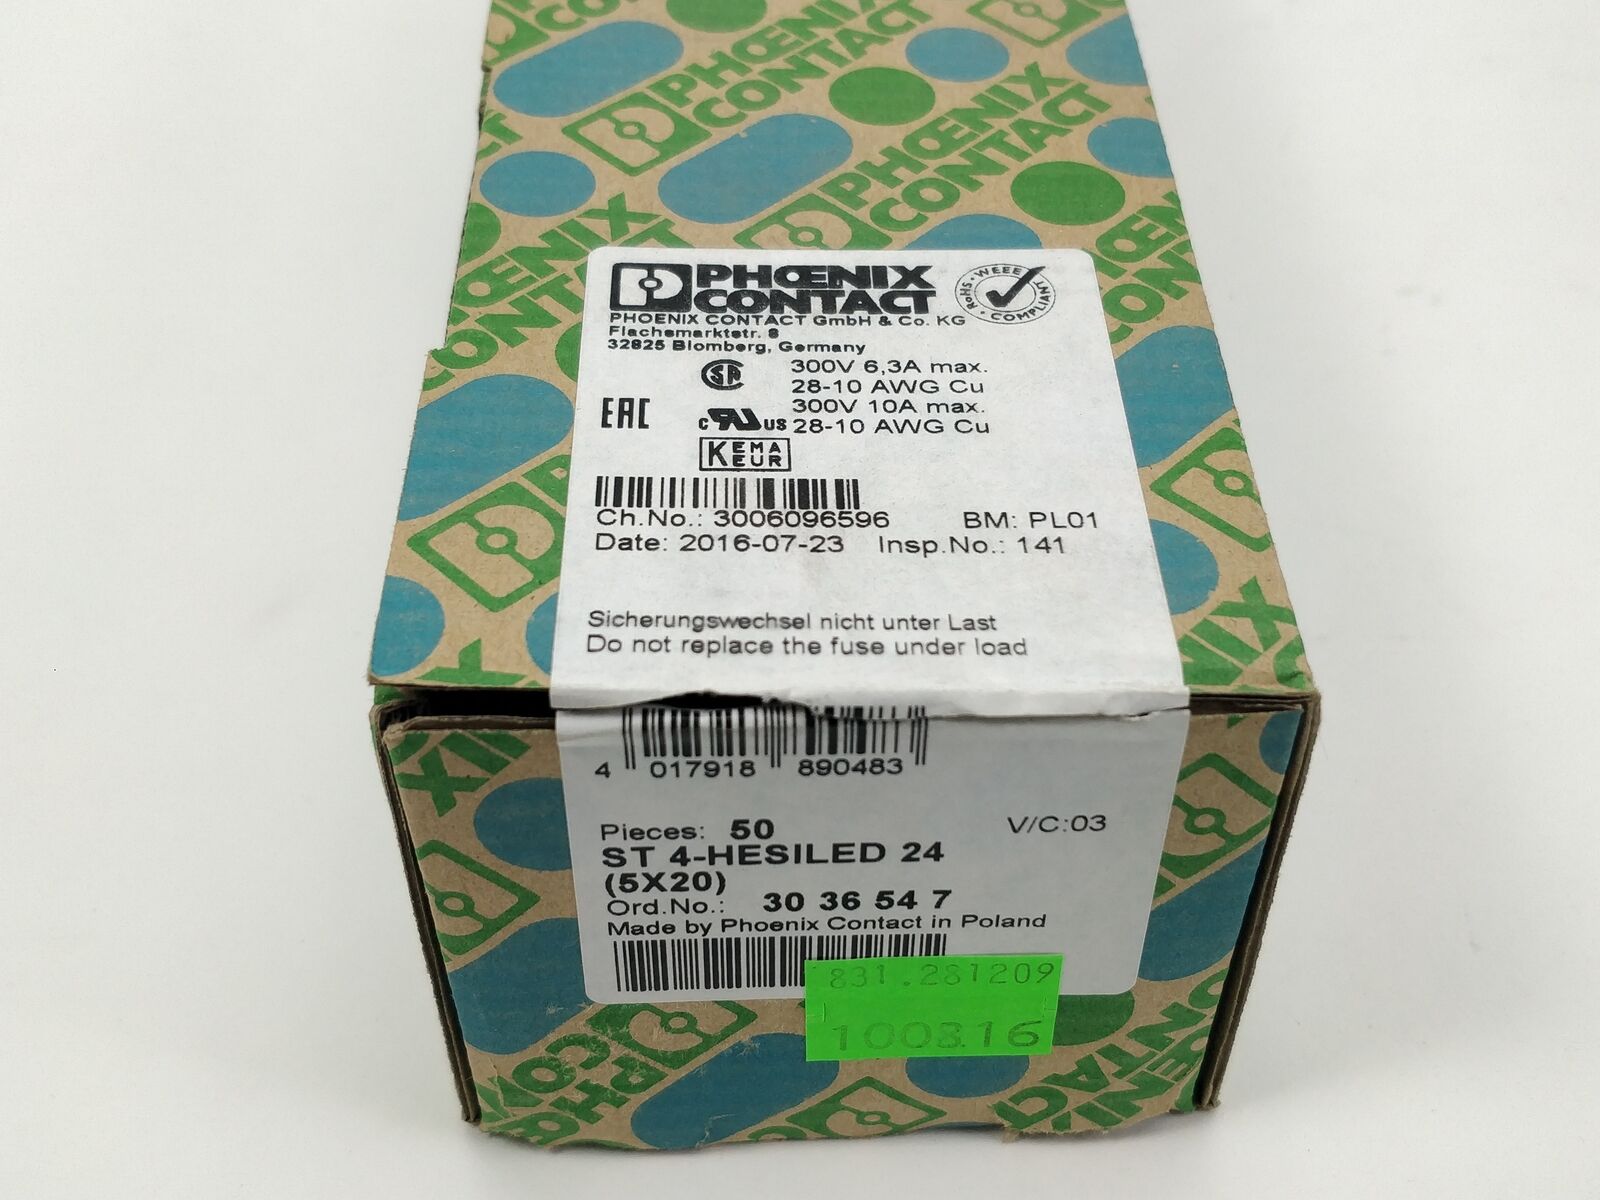 PHOENIX
CONTACT
PHOENIX
CONTACT
PHOENIX
CONTACT
PHŒNIX
CONTACT
WEEE
RoHS
COMPLIANT
PHOENIX CONTACT GmbH & Co. KG
Flachsmarktstr. 8
32825 Blomberg, Germany
300V 6,3A max.
28-10 AWG Cu
EAC
300V 10A max.
28-10 AWG Cu
KEMA
KEUR
Ch.No.: 3006096596 BM: PL01
Date: 2016-07-23 Insp.No.: 141
Sicherungswechsel nicht unter Last
Do not replace the fuse under load
4 017918 890483
Pieces: 50 V/C:03
ST 4-HESILED 24
(5X20)
Ord.No.: 30 36 54 7
Made by Phoenix Contact in Poland
831.281209
100316